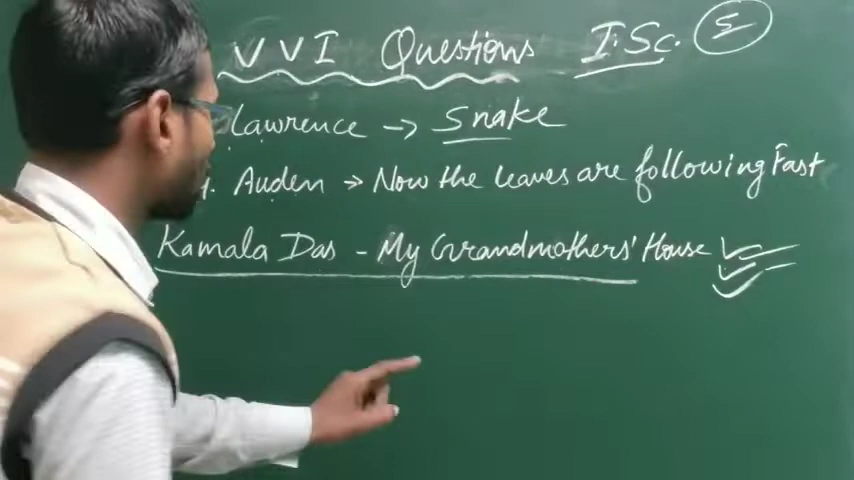 VVI Questions I.Sc.
Lawrence → Snake
Auden → Now the leaves are following Fast
Kamala Das - My Grandmothers' House